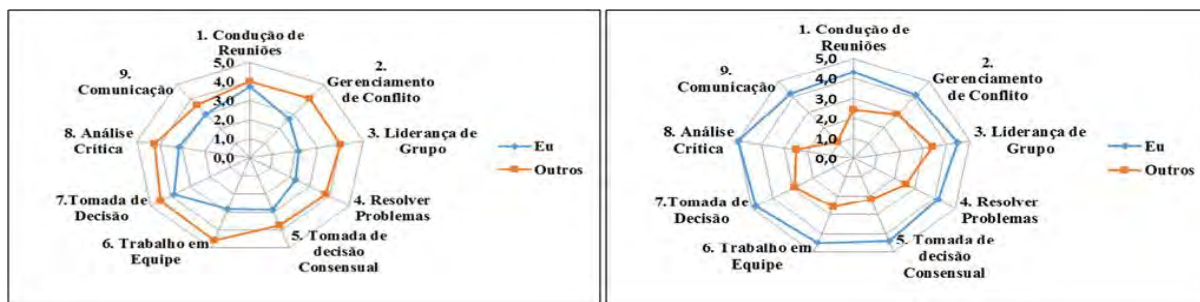 1. Condução de
Reuniões
2.
Gerenciamento
de Conflito
3. Liderança de
Grupo
4. Resolver
Problemas
5. Tomada de
decisão
Consensual
6. Trabalho em
Equipe
7.Tomada de
Decisão
8. Análise
Crítica
9.
Comunicação
5,0
4,0
3,0
2,0
1,0
0,0
Eu
Outros
1. Condução de
Reuniões
2.
Gerenciamento
de Conflito
3. Liderança de
Grupo
4. Resolver
Problemas
5. Tomada de
decisão
Consensual
6. Trabalho em
Equipe
7.Tomada de
Decisão
8. Análise
Crítica
9.
Comunicação
5,0
4,0
3,0
2,0
1,0
0,0
Eu
Outros